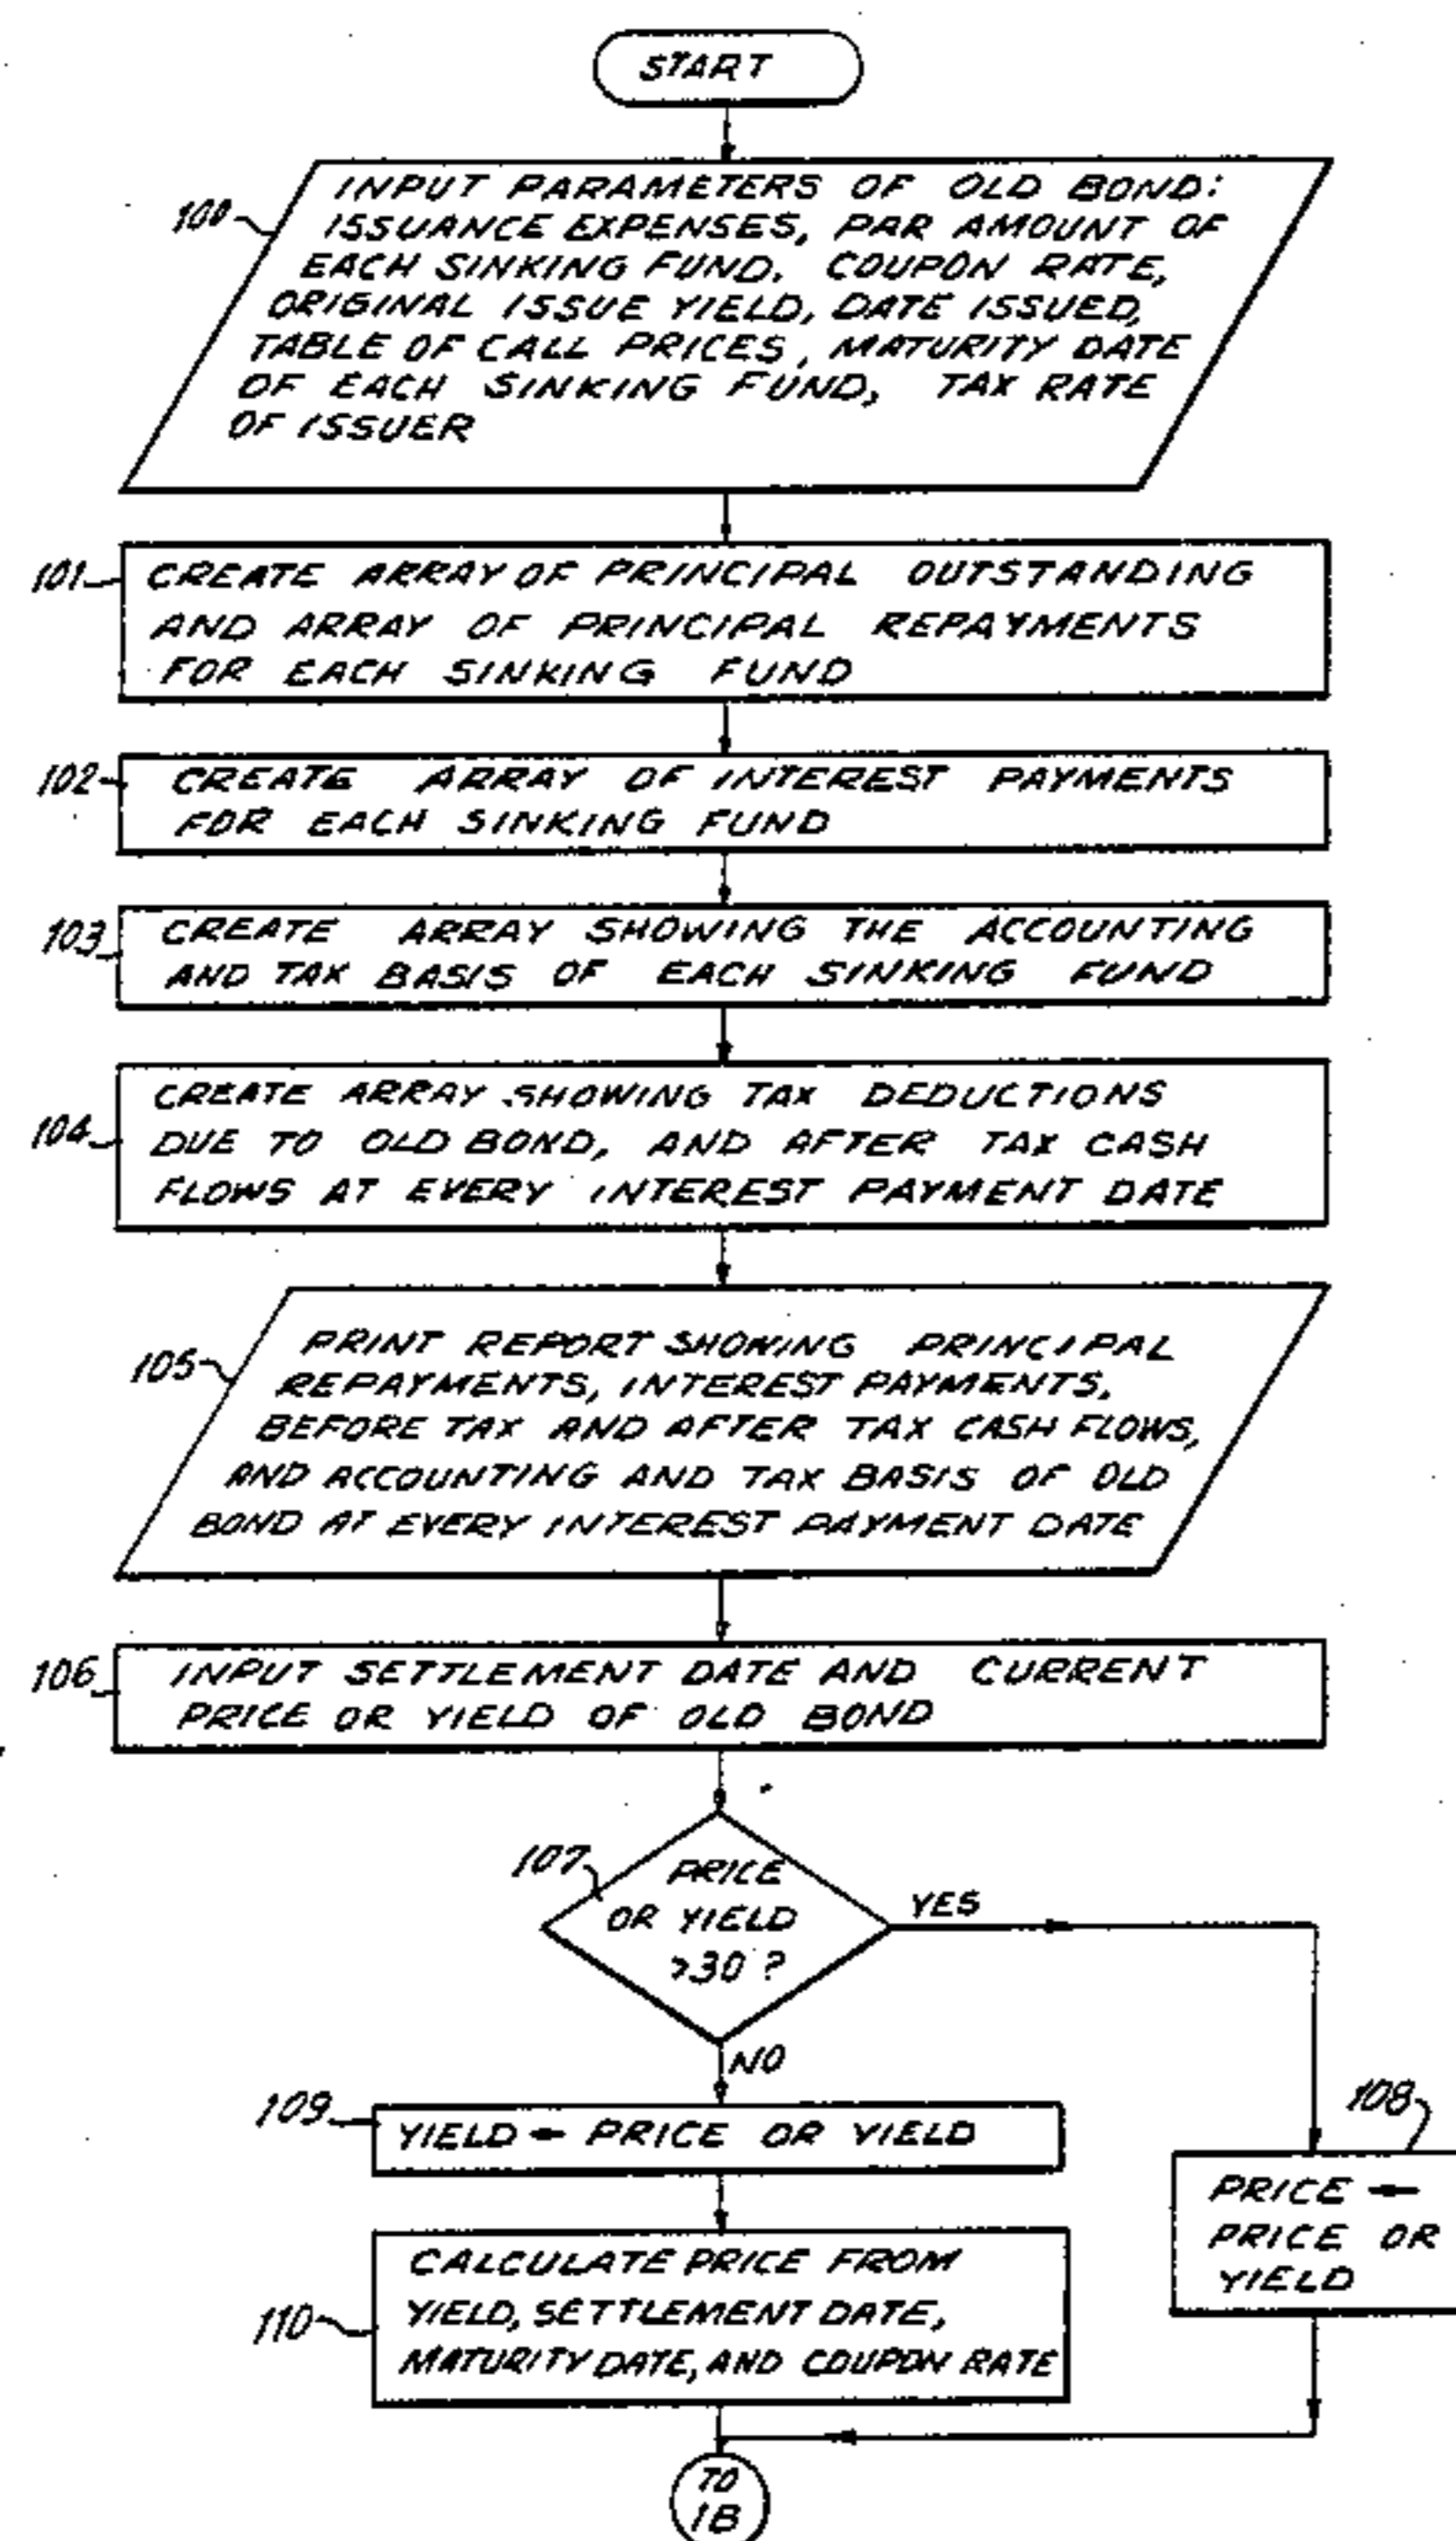 START
100
INPUT PARAMETERS OF OLD BOND:
ISSUANCE EXPENSES, PAR AMOUNT OF
EACH SINKING FUND, COUPON RATE,
ORIGINAL ISSUE YIELD, DATE ISSUED,
TABLE OF CALL PRICES, MATURITY DATE
OF EACH SINKING FUND, TAX RATE
OF ISSUER
101
CREATE ARRAY OF PRINCIPAL OUTSTANDING
AND ARRAY OF PRINCIPAL REPAYMENTS
FOR EACH SINKING FUND
102
CREATE ARRAY OF INTEREST PAYMENTS
FOR EACH SINKING FUND
103
CREATE ARRAY SHOWING THE ACCOUNTING
AND TAX BASIS OF EACH SINKING FUND
104
CREATE ARRAY SHOWING TAX DEDUCTIONS
DUE TO OLD BOND, AND AFTER TAX CASH
FLOWS AT EVERY INTEREST PAYMENT DATE
105
PRINT REPORT SHOWING PRINCIPAL
REPAYMENTS, INTEREST PAYMENTS,
BEFORE TAX AND AFTER TAX CASH FLOWS,
AND ACCOUNTING AND TAX BASIS OF OLD
BOND AT EVERY INTEREST PAYMENT DATE
106
INPUT SETTLEMENT DATE AND CURRENT
PRICE OR YIELD OF OLD BOND
107
PRICE
OR YIELD
>30?
YES
NO
109
YIELD ← PRICE OR YIELD
108
PRICE ←
PRICE OR
YIELD
110
CALCULATE PRICE FROM
YIELD, SETTLEMENT DATE,
MATURITY DATE, AND COUPON RATE
TO
1B